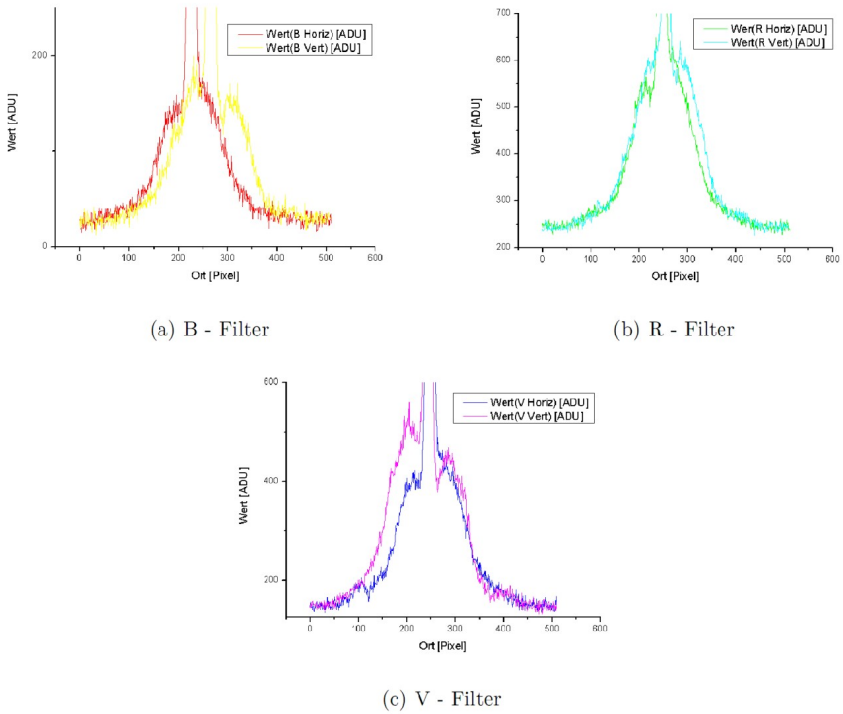 Wert(B Horiz) [ADU]
Wert(B Vert) [ADU]
200
0
Wert [ADU]
0 100 200 300 400 500 600
Ort [Pixel]
(a) B - Filter
Wer(R Horiz) [ADU]
Wert(R Vert) [ADU]
700
600
500
400
300
200
Wert [ADU]
0 100 200 300 400 500 600
Ort [Pixel]
(b) R - Filter
Wert(V Horiz) [ADU]
Wert(V Vert) [ADU]
600
400
200
Wert [ADU]
0 100 200 300 400 500 600
Ort [Pixel]
(c) V - Filter